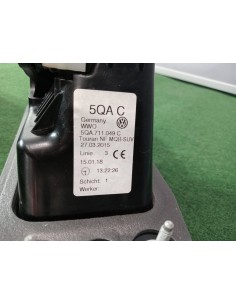 5QA C
Germany
WWO
5QA 711 049 C
Touran NF MQB-SUV
27.03.2015
Linie 3 CE
15.01.18
13:22:26
Schicht 1
Werker